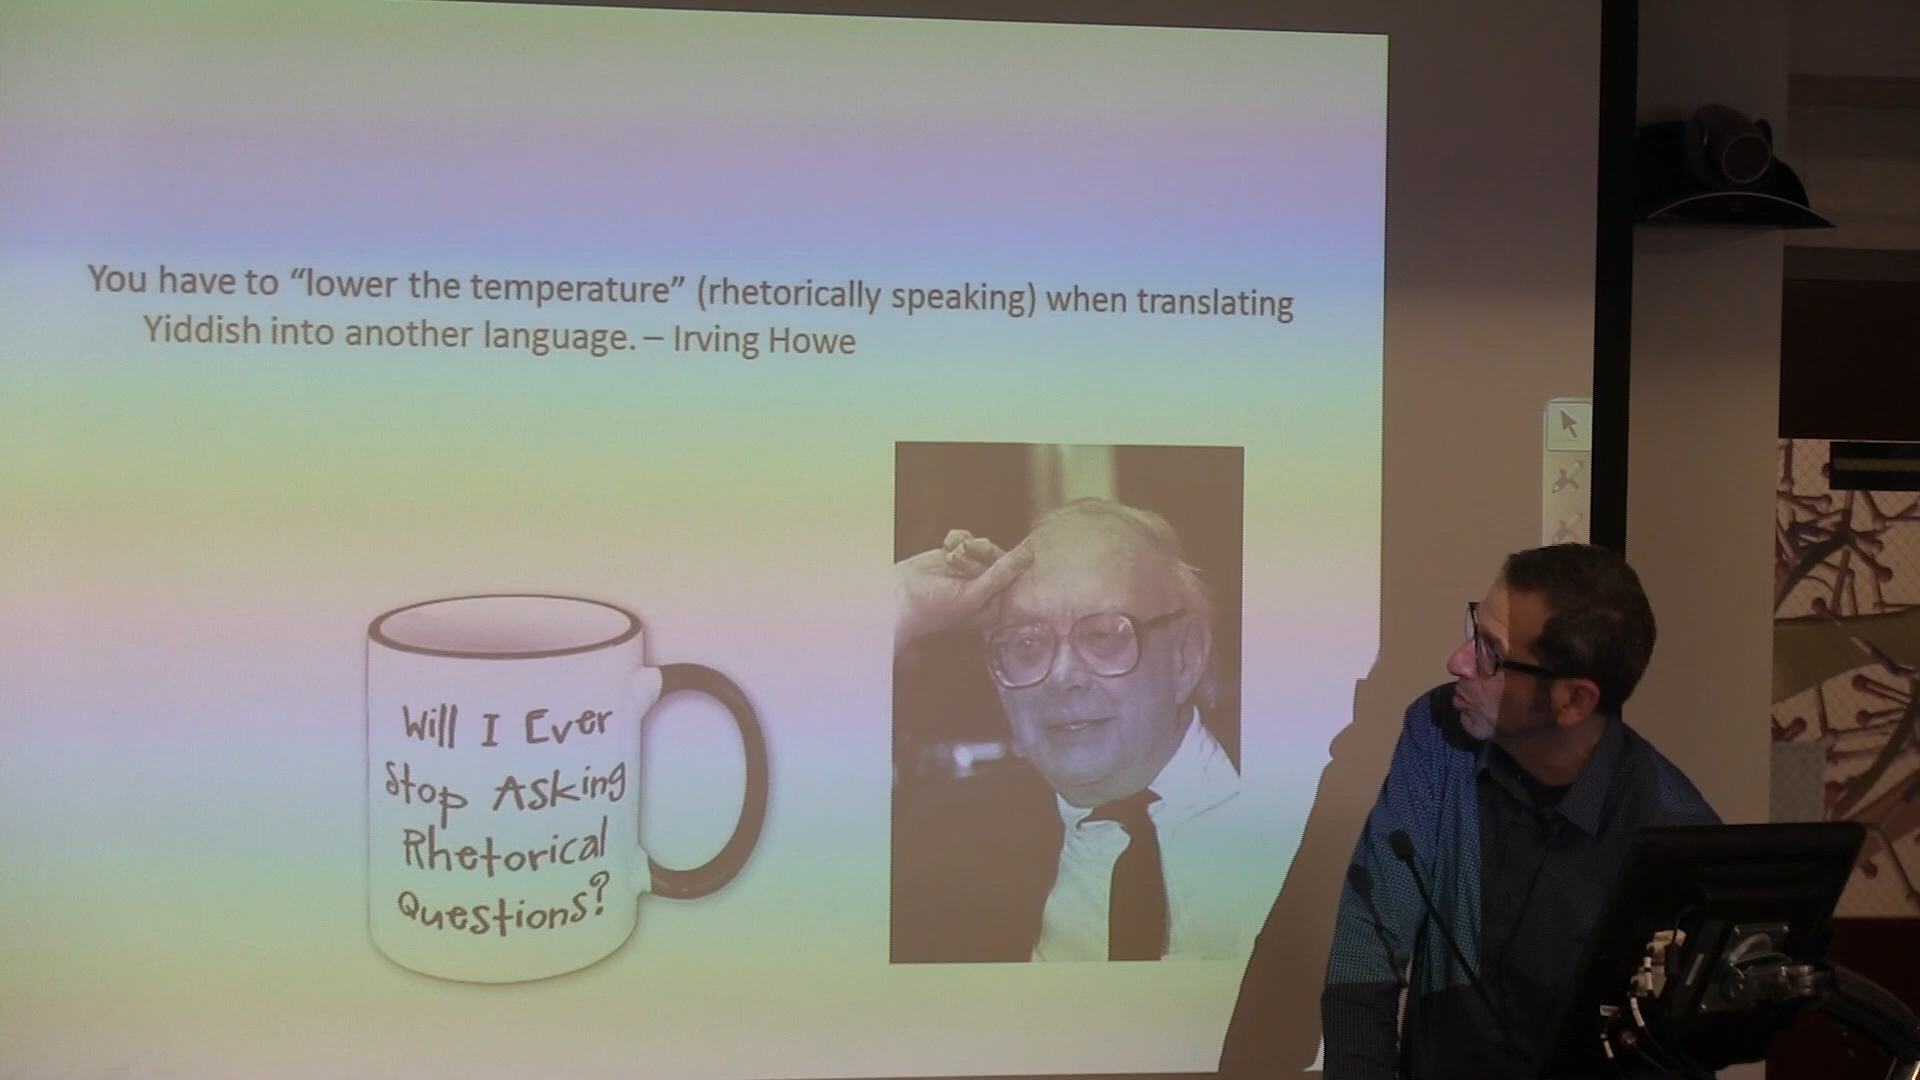 You have to “lower the temperature” (rhetorically speaking) when translating
Yiddish into another language. – Irving Howe
Will I Ever
Stop Asking
Rhetorical
Questions?